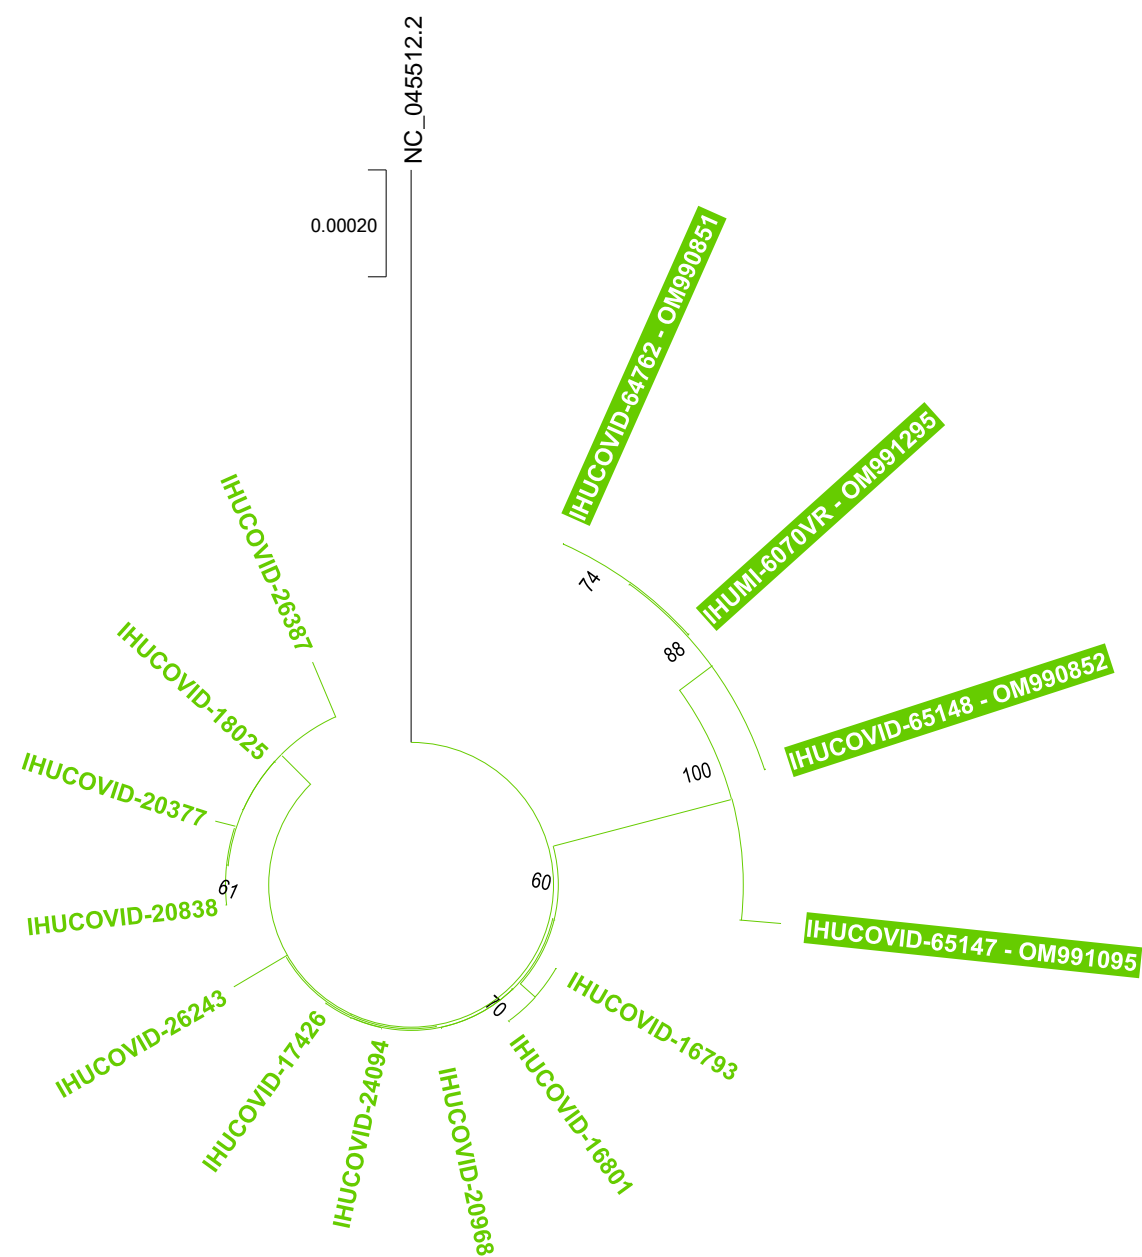 NC_045512.2
0.00020
IHUCOVID-64762 - OM990851
74
IHUMI-6070VR - OM991295
88
IHUCOVID-65148 - OM990852
100
IHUCOVID-65147 - OM991095
60
IHUCOVID-16793
70
IHUCOVID-16801
IHUCOVID-20968
IHUCOVID-24094
IHUCOVID-17426
IHUCOVID-26243
IHUCOVID-20838
61
IHUCOVID-20377
IHUCOVID-18025
IHUCOVID-26387